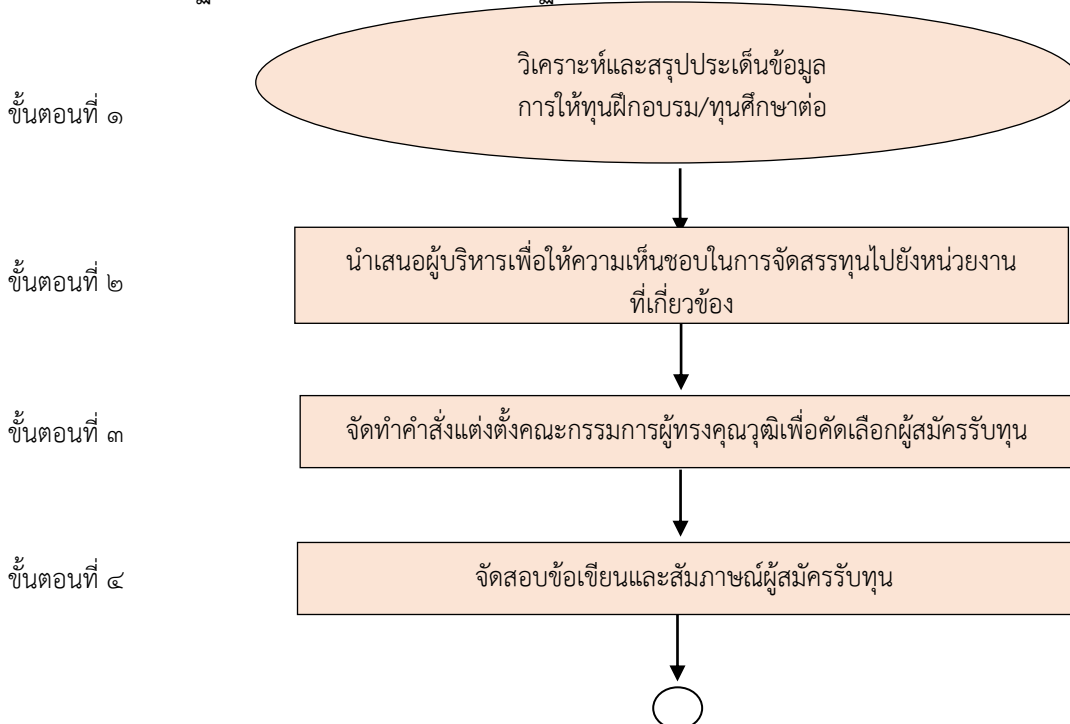 วิเคราะห์และสรุปประเด็นข้อมูล
การให้ทุนฝึกอบรม/ทุนศึกษาต่อ
ขั้นตอนที่ ๑
นำเสนอผู้บริหารเพื่อให้ความเห็นชอบในการจัดสรรทุนไปยังหน่วยงาน
ที่เกี่ยวข้อง
ขั้นตอนที่ ๒
จัดทำคำสั่งแต่งตั้งคณะกรรมการผู้ทรงคุณวุฒิเพื่อคัดเลือกผู้สมัครรับทุน
ขั้นตอนที่ ๓
จัดสอบข้อเขียนและสัมภาษณ์ผู้สมัครรับทุน
ขั้นตอนที่ ๔